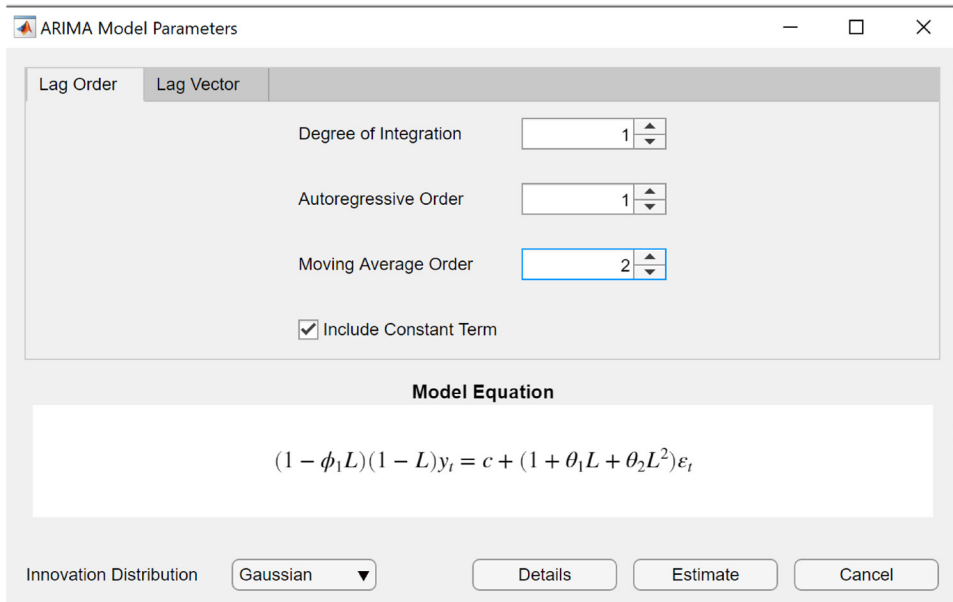 ARIMA Model Parameters
Lag Order Lag Vector
Degree of Integration 1
Autoregressive Order 1
Moving Average Order 2
Include Constant Term
Model Equation
(1 − ϕ₁L)(1 − L)yₜ = c + (1 + θ₁L + θ₂L²)εₜ
Innovation Distribution Gaussian Details Estimate Cancel